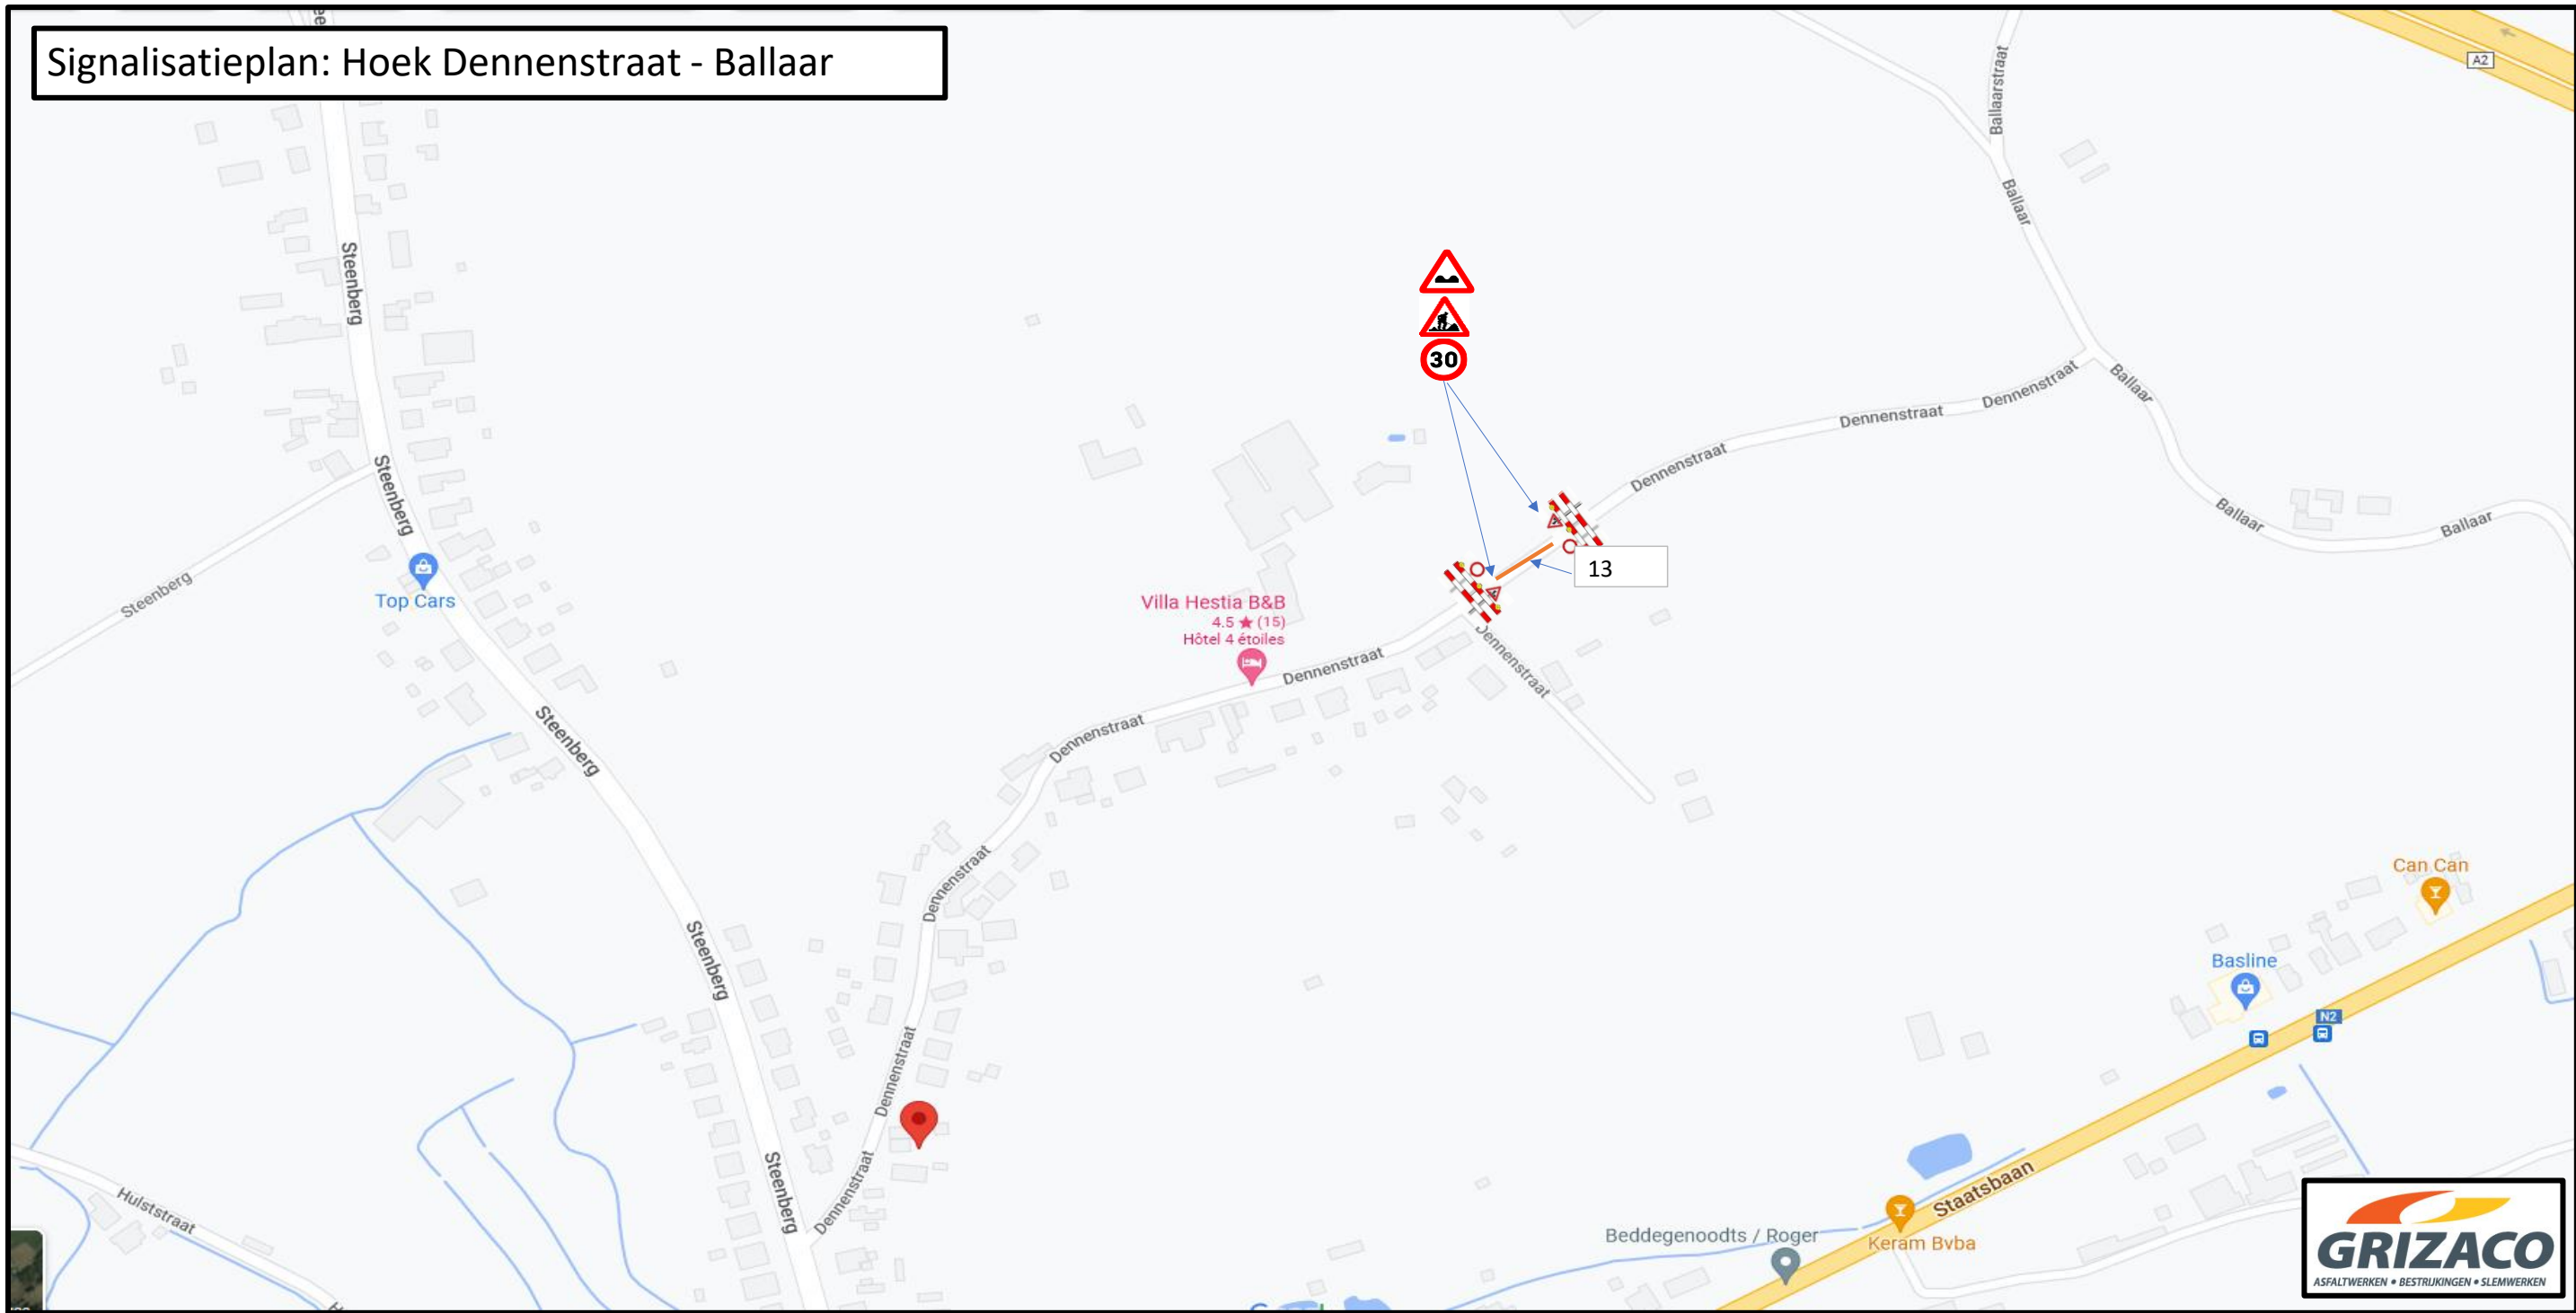 Signalisatieplan: Hoek Dennenstraat - Ballaar
A2
Ballaarstraat
Ballaar
Steenberg
30
Dennenstraat
Ballaar
Dennenstraat
Dennenstraat
Steenberg
Ballaar
Ballaar
13
Steenberg
Top Cars
Villa Hestia B&B
4.5 ★ (15)
Hôtel 4 étoiles
Dennenstraat
Dennenstraat
Dennenstraat
Steenberg
Dennenstraat
Can Can
Steenberg
Basline
N2
Dennenstraat
Steenberg
Dennenstraat
Hulststraat
Staatsbaan
Beddegenoodts / Roger
Keram Bvba
GRIZACO
ASFALTWERKEN • BESTRIJKINGEN • SLEMWERKEN